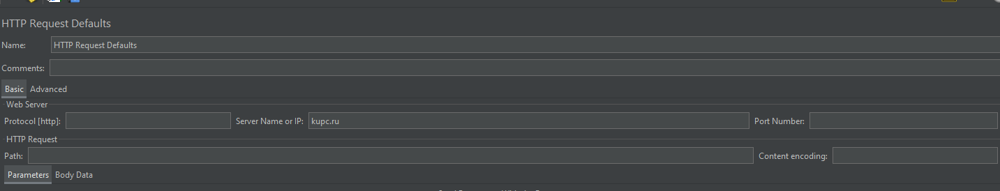 HTTP Request Defaults
Name: HTTP Request Defaults
Comments:
Basic Advanced
Web Server
Protocol [http]: Server Name or IP: kupc.ru Port Number:
HTTP Request
Path: Content encoding:
Parameters Body Data